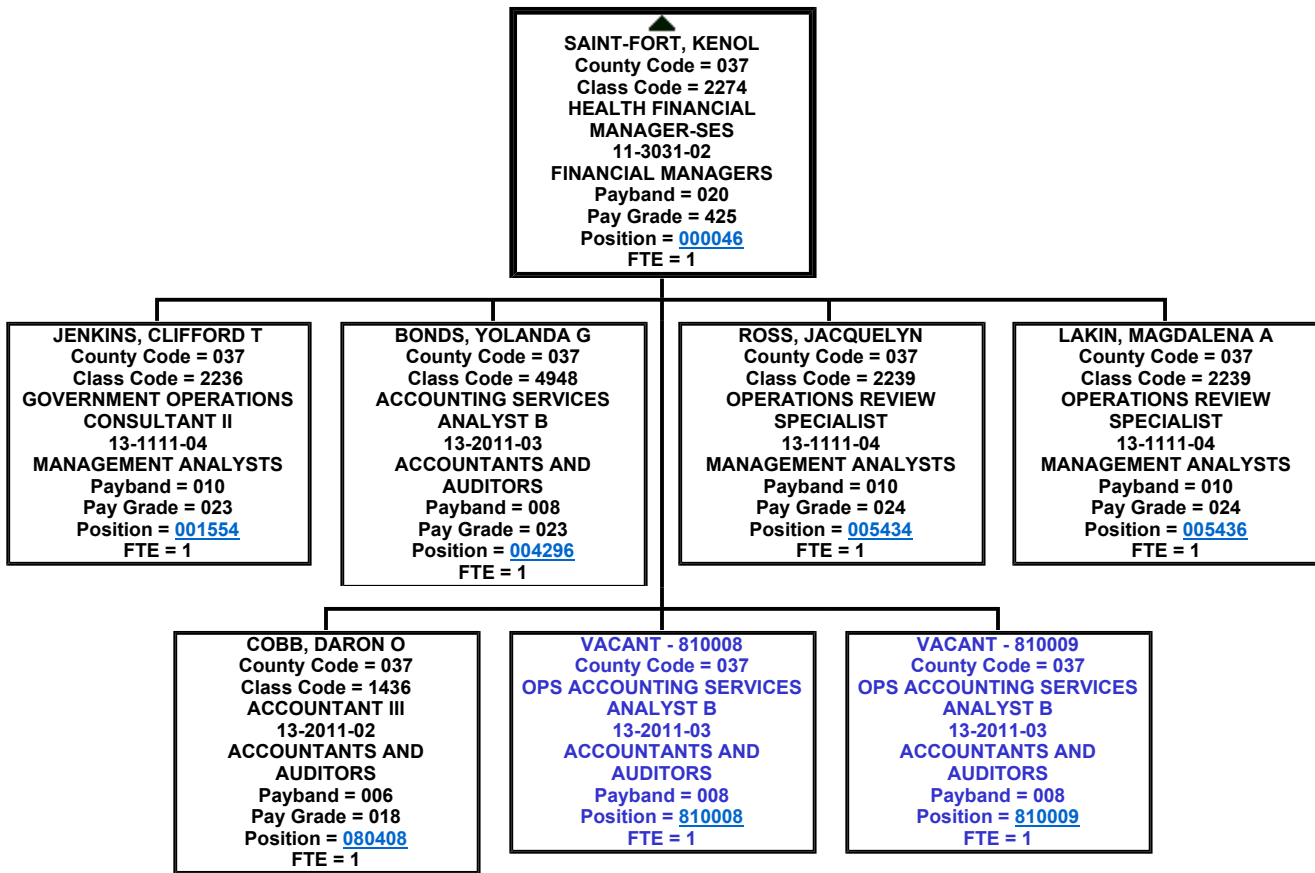 SAINT-FORT, KENOL
County Code = 037
Class Code = 2274
HEALTH FINANCIAL
MANAGER-SES
11-3031-02
FINANCIAL MANAGERS
Payband = 020
Pay Grade = 425
Position = 000046
FTE = 1
JENKINS, CLIFFORD T
County Code = 037
Class Code = 2236
GOVERNMENT OPERATIONS
CONSULTANT II
13-1111-04
MANAGEMENT ANALYSTS
Payband = 010
Pay Grade = 023
Position = 001554
FTE = 1
BONDS, YOLANDA G
County Code = 037
Class Code = 4948
ACCOUNTING SERVICES
ANALYST B
13-2011-03
ACCOUNTANTS AND
AUDITORS
Payband = 008
Pay Grade = 023
Position = 004296
FTE = 1
ROSS, JACQUELYN
County Code = 037
Class Code = 2239
OPERATIONS REVIEW
SPECIALIST
13-1111-04
MANAGEMENT ANALYSTS
Payband = 010
Pay Grade = 024
Position = 005434
FTE = 1
LAKIN, MAGDALENA A
County Code = 037
Class Code = 2239
OPERATIONS REVIEW
SPECIALIST
13-1111-04
MANAGEMENT ANALYSTS
Payband = 010
Pay Grade = 024
Position = 005436
FTE = 1
COBB, DARON O
County Code = 037
Class Code = 1436
ACCOUNTANT III
13-2011-02
ACCOUNTANTS AND
AUDITORS
Payband = 006
Pay Grade = 018
Position = 080408
FTE = 1
VACANT - 810008
County Code = 037
OPS ACCOUNTING SERVICES
ANALYST B
13-2011-03
ACCOUNTANTS AND
AUDITORS
Payband = 008
Position = 810008
FTE = 1
VACANT - 810009
County Code = 037
OPS ACCOUNTING SERVICES
ANALYST B
13-2011-03
ACCOUNTANTS AND
AUDITORS
Payband = 008
Position = 810009
FTE = 1